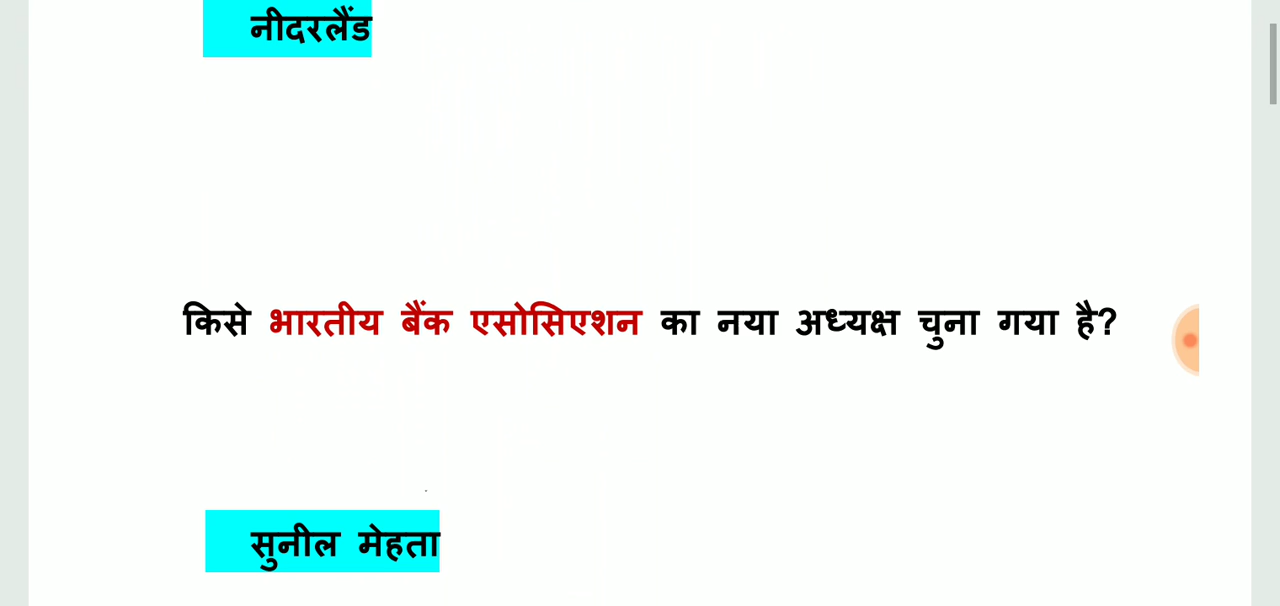 नीदरलैंड
किसे भारतीय बैंक एसोसिएशन का नया अध्यक्ष चुना गया है?
सुनील मेहता